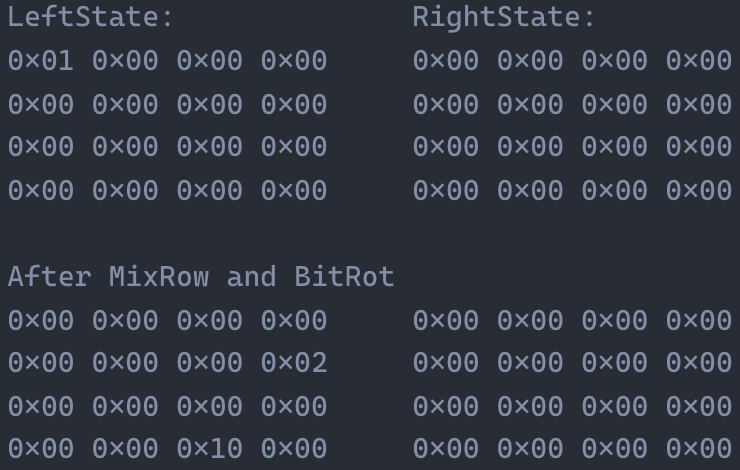 LeftState: RightState:
0x01 0x00 0x00 0x00 0x00 0x00 0x00 0x00
0x00 0x00 0x00 0x00 0x00 0x00 0x00 0x00
0x00 0x00 0x00 0x00 0x00 0x00 0x00 0x00
0x00 0x00 0x00 0x00 0x00 0x00 0x00 0x00
After MixRow and BitRot
0x00 0x00 0x00 0x00 0x00 0x00 0x00 0x00
0x00 0x00 0x00 0x02 0x00 0x00 0x00 0x00
0x00 0x00 0x00 0x00 0x00 0x00 0x00 0x00
0x00 0x00 0x10 0x00 0x00 0x00 0x00 0x00